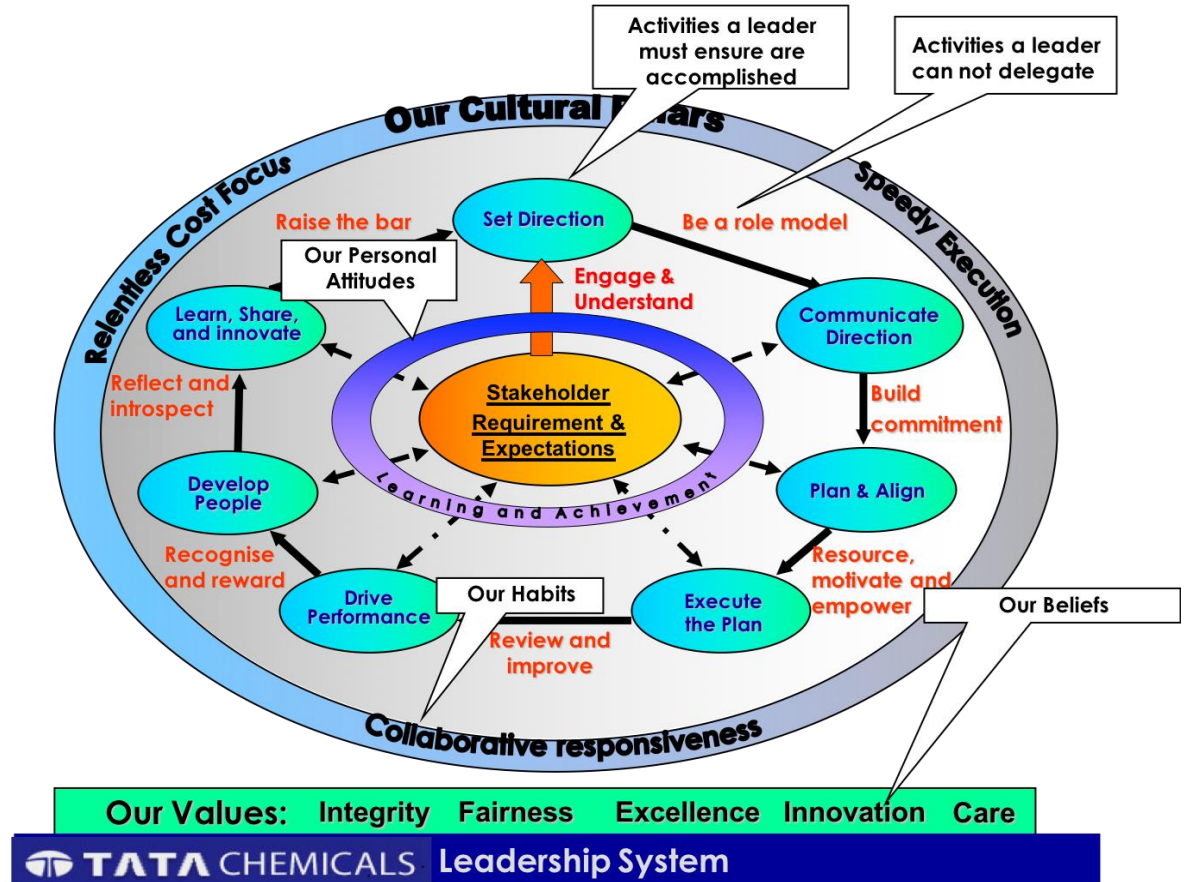 Activities a leader
must ensure are
accomplished
Activities a leader
can not delegate
Our Cultural Pillars
Relentless Cost Focus
Speedy Execution
Raise the bar
Set Direction
Be a role model
Our Personal
Attitudes
Engage &
Understand
Learn, Share,
and innovate
Communicate
Direction
Stakeholder
Requirement &
Expectations
Reflect and
introspect
Build
commitment
Learning and Achievement
Develop
People
Plan & Align
Recognise
and reward
Resource,
motivate and
empower
Drive
Performance
Our Habits
Execute
the Plan
Our Beliefs
Review and
improve
Collaborative responsiveness
Our Values: Integrity Fairness Excellence Innovation Care
TATA CHEMICALS Leadership System